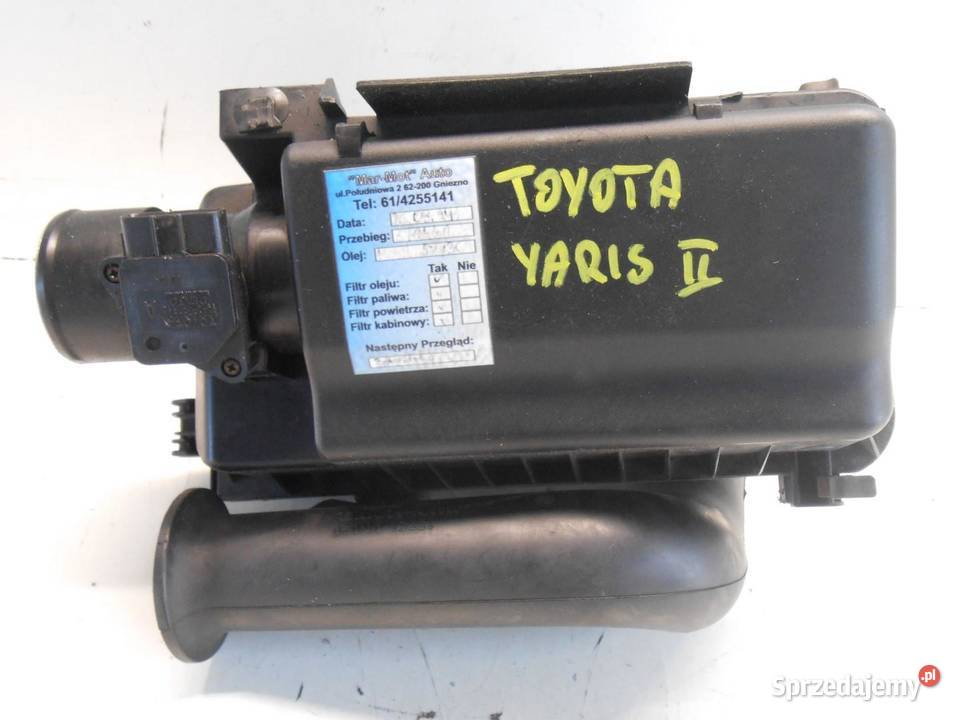 "Mar-Mot" Auto
ul.Południowa 2 62-200 Gniezno
Tel: 61/4255141
Data:
Przebieg:
Olej:
Tak Nie
Filtr oleju:
Filtr paliwa:
Filtr powietrza:
Filtr kabinowy:
Następny Przegląd:
TOYOTA
YARIS II
Sprzedajemy.pl